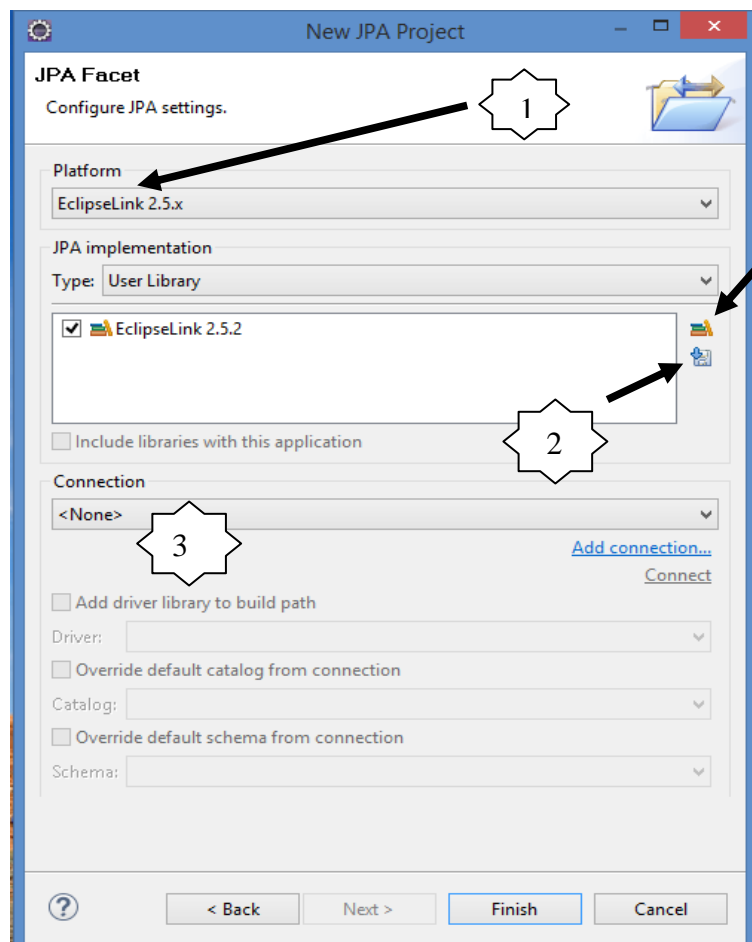 New JPA Project
JPA Facet
Configure JPA settings.
1
Platform
EclipseLink 2.5.x
JPA implementation
Type: User Library
EclipseLink 2.5.2
2
Include libraries with this application
Connection
<None>
3
Add connection...
Connect
Add driver library to build path
Driver:
Override default catalog from connection
Catalog:
Override default schema from connection
Schema:
? < Back Next > Finish Cancel